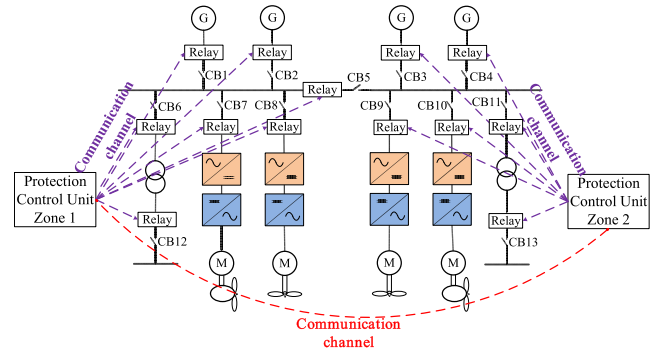 G
G
G
G
Relay
Relay
Relay
Relay
CB1
CB2
CB3
CB4
Relay
CB5
CB6
CB7
CB8
CB9
CB10
CB11
Relay
Relay
Relay
Relay
Relay
Relay
Communication
channel
Communication
channel
Protection
Control Unit
Zone 1
Protection
Control Unit
Zone 2
Relay
Relay
CB12
CB13
M
M
M
M
Communication
channel